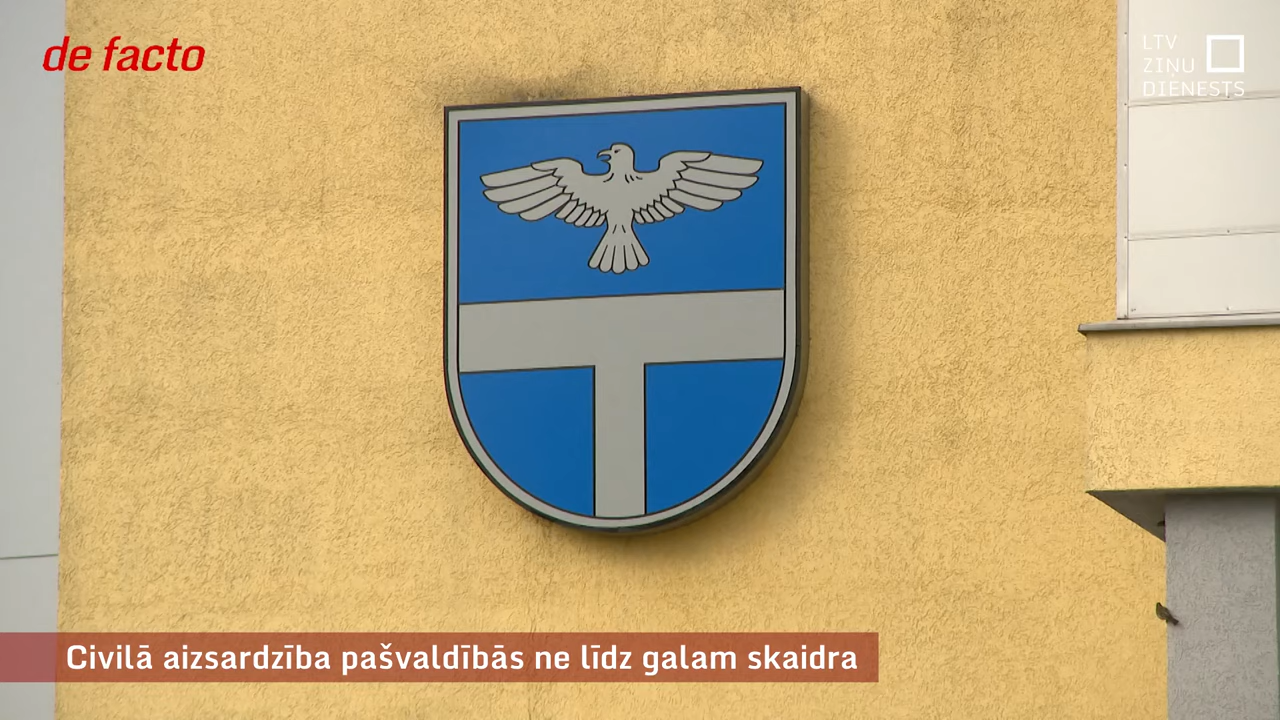 de facto
LTV
ZIŅU
DIENESTS
Civilā aizsardzība pašvaldībās ne līdz galam skaidra